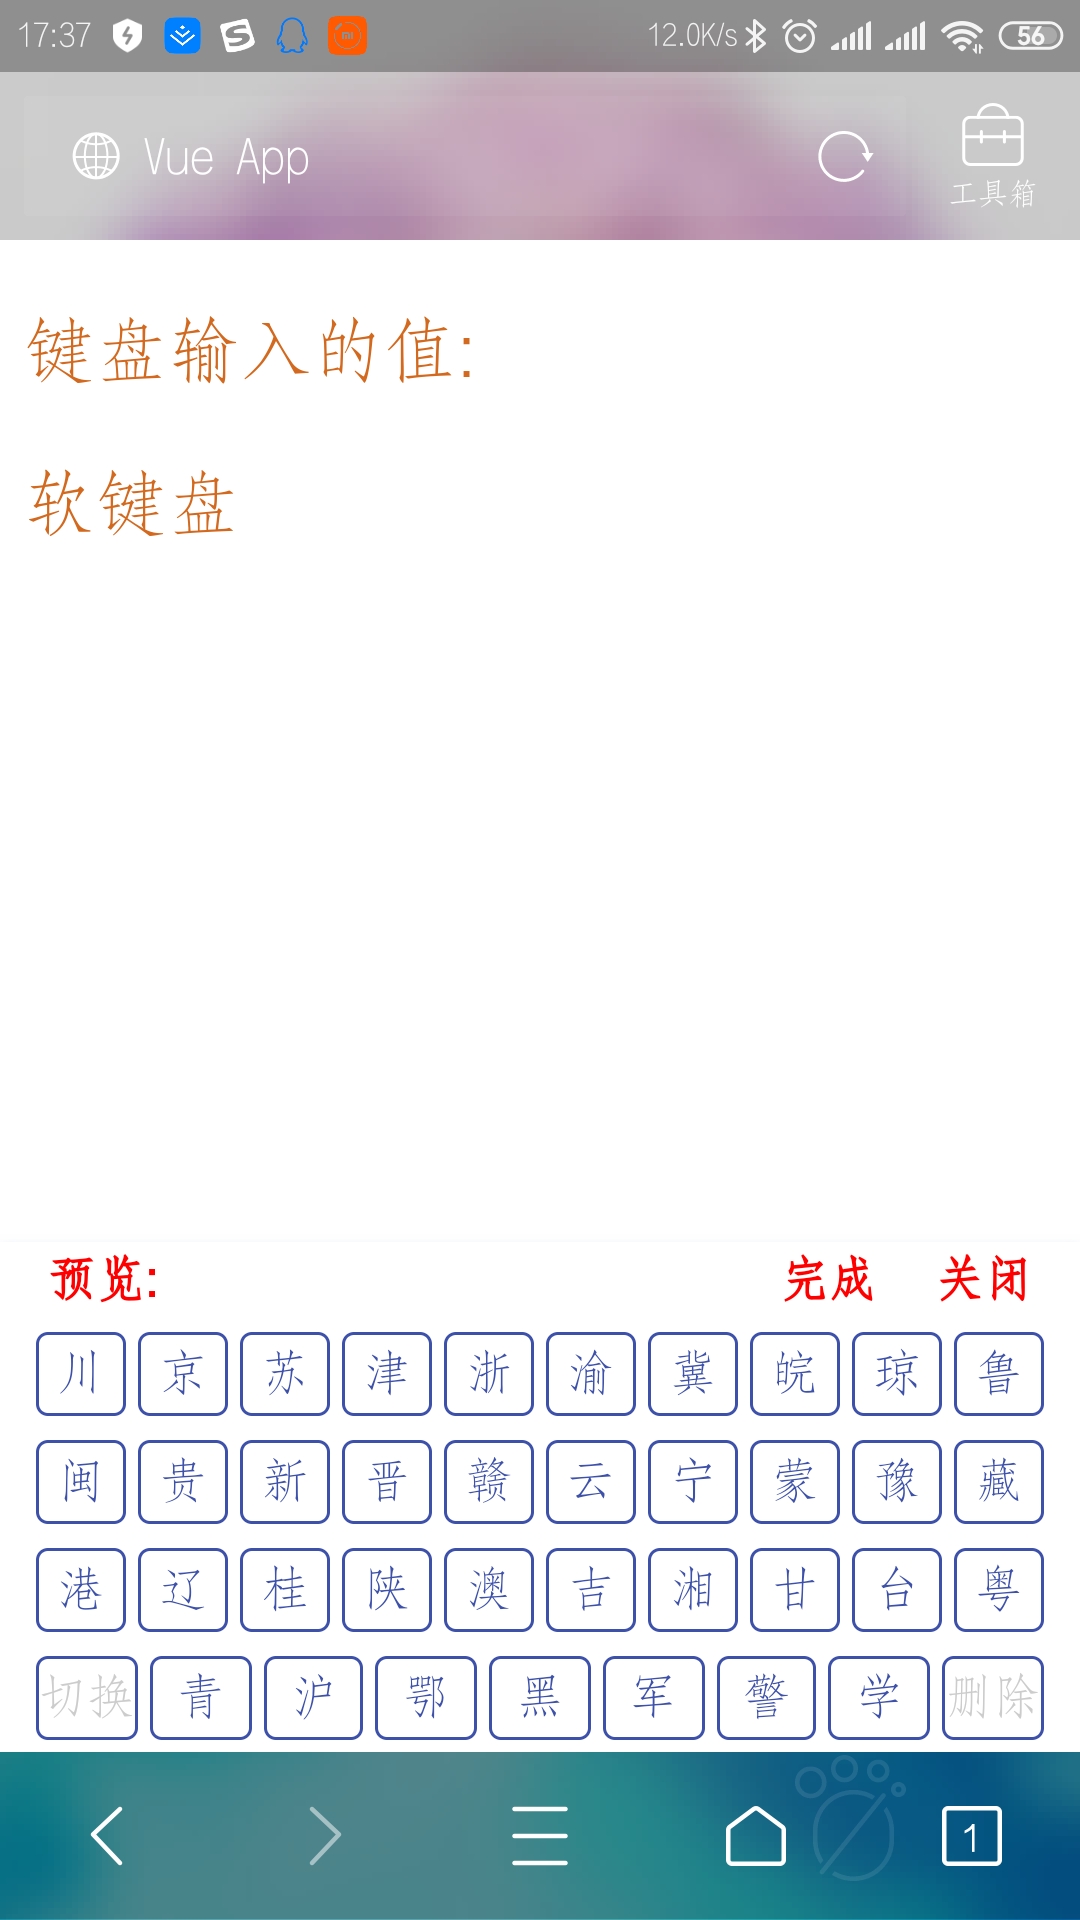 17:37 12.0K/s 56
Vue App
工具箱
键盘输入的值:
软键盘
预览: 完成 关闭
川 京 苏 津 浙 渝 冀 皖 琼 鲁
闽 贵 新 晋 赣 云 宁 蒙 豫 藏
港 辽 桂 陕 澳 吉 湘 甘 台 粤
切换 青 沪 鄂 黑 军 警 学 删除
1